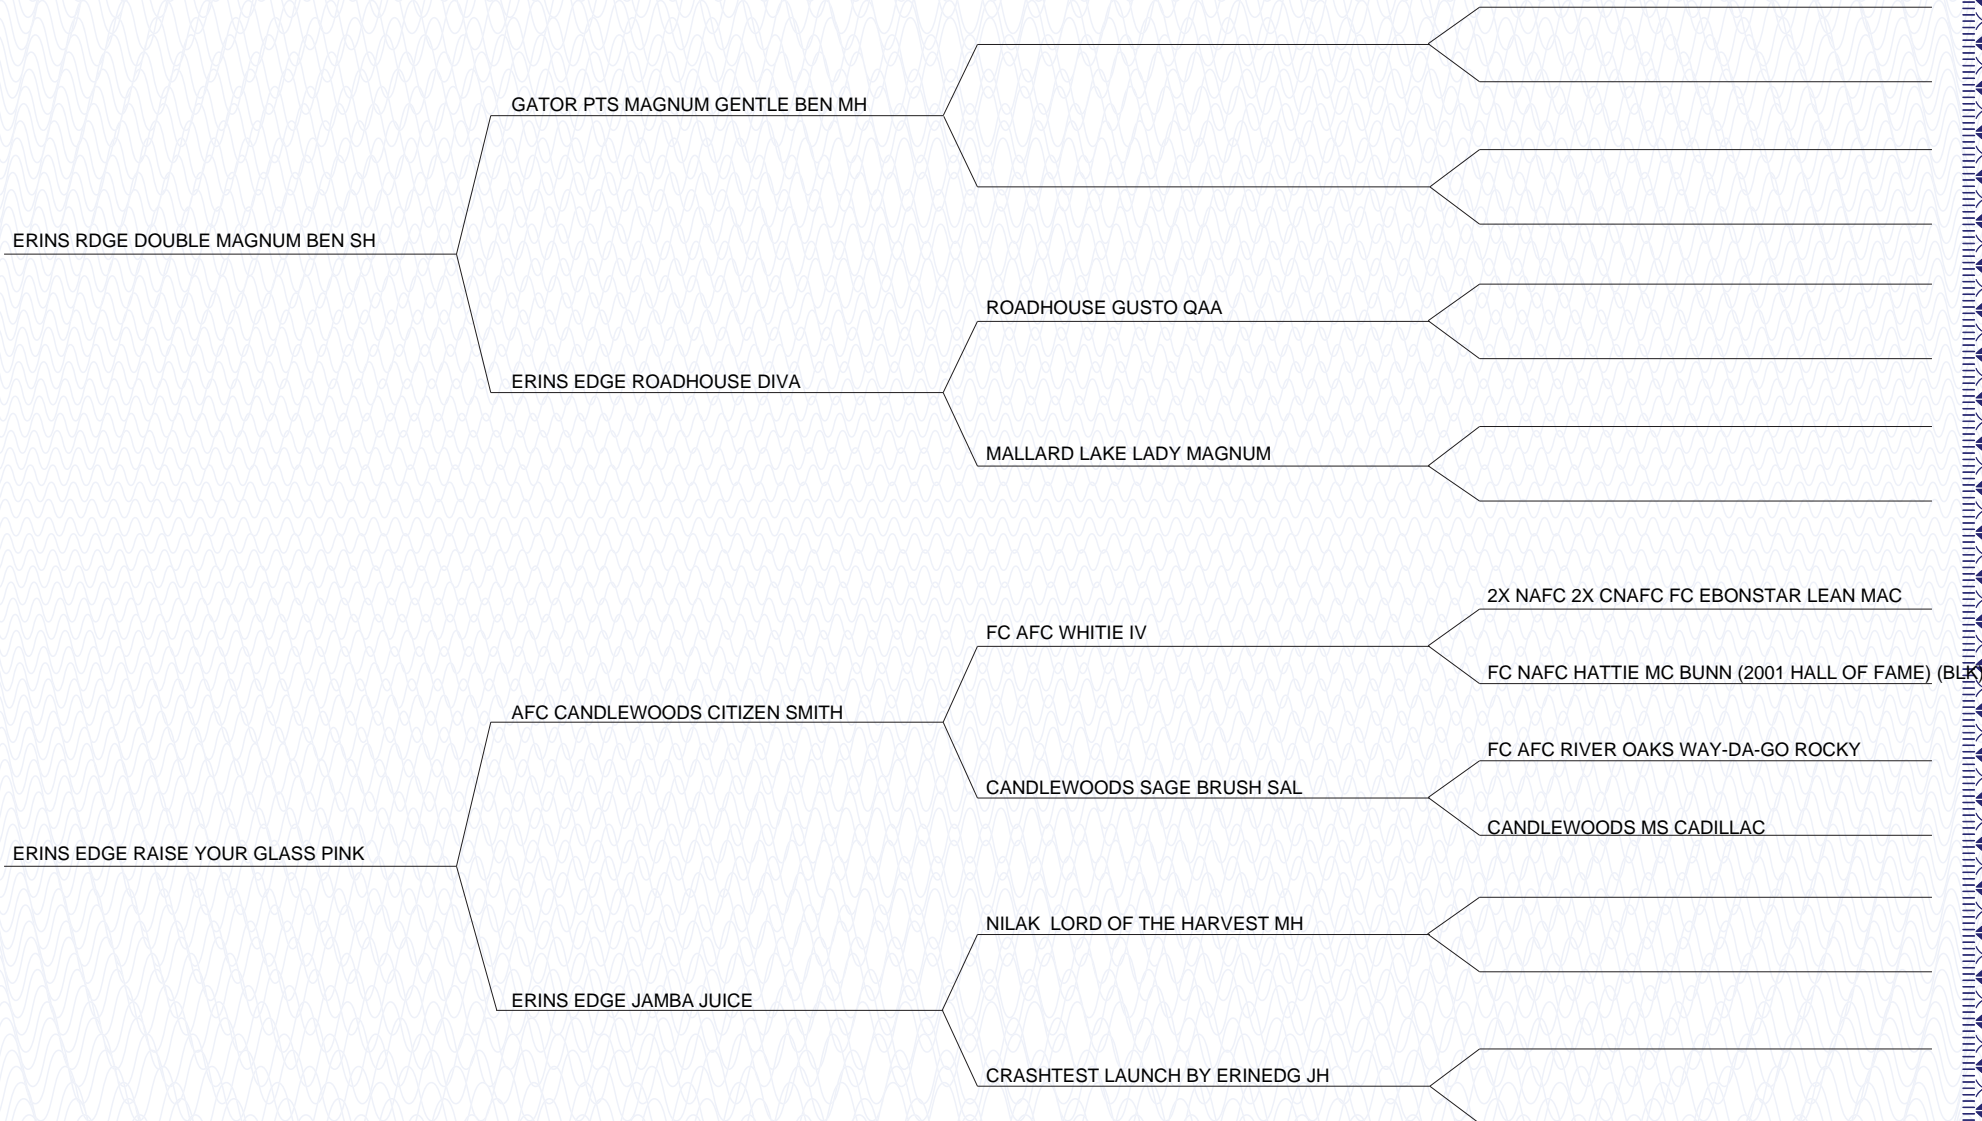 GATOR PTS MAGNUM GENTLE BEN MH
ERINS RDGE DOUBLE MAGNUM BEN SH
ROADHOUSE GUSTO QAA
ERINS EDGE ROADHOUSE DIVA
MALLARD LAKE LADY MAGNUM
2X NAFC 2X CNAFC FC EBONSTAR LEAN MAC
FC AFC WHITIE IV
FC NAFC HATTIE MC BUNN (2001 HALL OF FAME) (BLK)
AFC CANDLEWOODS CITIZEN SMITH
FC AFC RIVER OAKS WAY-DA-GO ROCKY
CANDLEWOODS SAGE BRUSH SAL
CANDLEWOODS MS CADILLAC
ERINS EDGE RAISE YOUR GLASS PINK
NILAK  LORD OF THE HARVEST MH
ERINS EDGE JAMBA JUICE
CRASHTEST LAUNCH BY ERINEDG JH